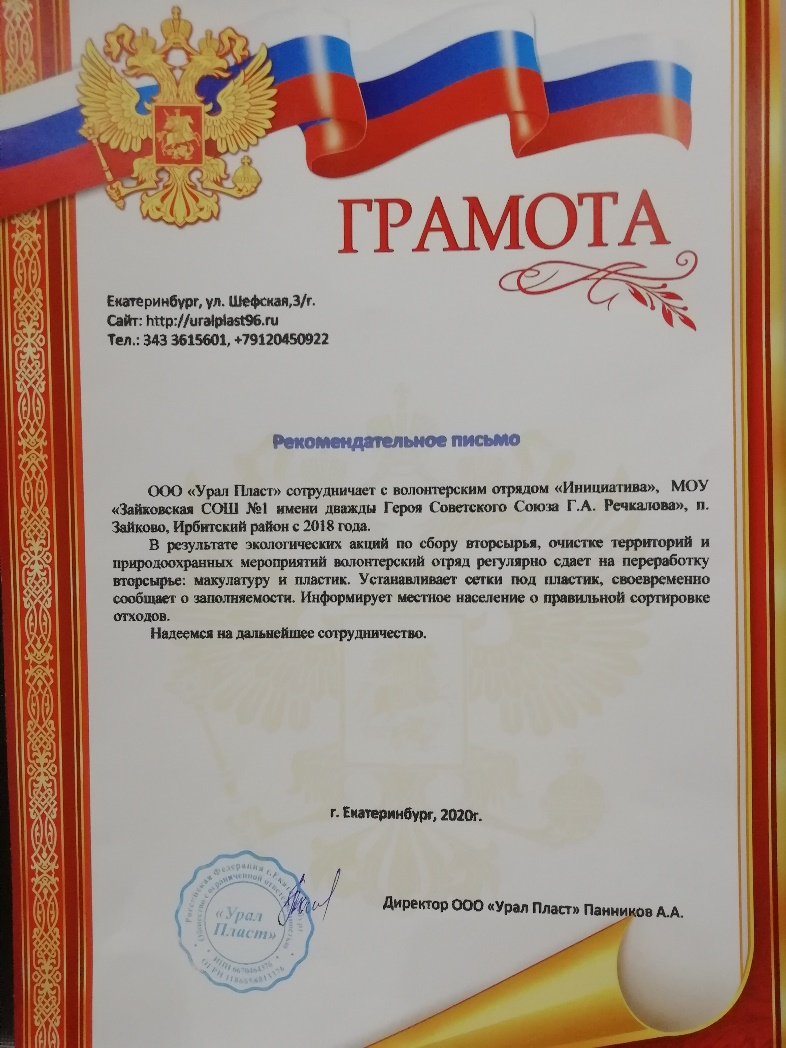 ГРАМОТА
Екатеринбург, ул. Шефская,3/г.
Сайт: http://uralplast96.ru
Тел.: 343 3615601, +79120450922
Рекомендательное письмо
ООО «Урал Пласт» сотрудничает с волонтерским отрядом «Инициатива», МОУ
«Зайковская СОШ №1 имени дважды Героя Советского Союза Г.А. Речкалова», п.
Зайково, Ирбитский район с 2018 года.
В результате экологических акций по сбору вторсырья, очистке территорий и
природоохранных мероприятий волонтерский отряд регулярно сдает на переработку
вторсырье: макулатуру и пластик. Устанавливает сетки под пластик, своевременно
сообщает о заполняемости. Информирует местное население о правильной сортировке
отходов.
Надеемся на дальнейшее сотрудничество.
г. Екатеринбург, 2020г.
Директор ООО «Урал Пласт» Панников А.А.
Российская Федерация
«Урал
Пласт»